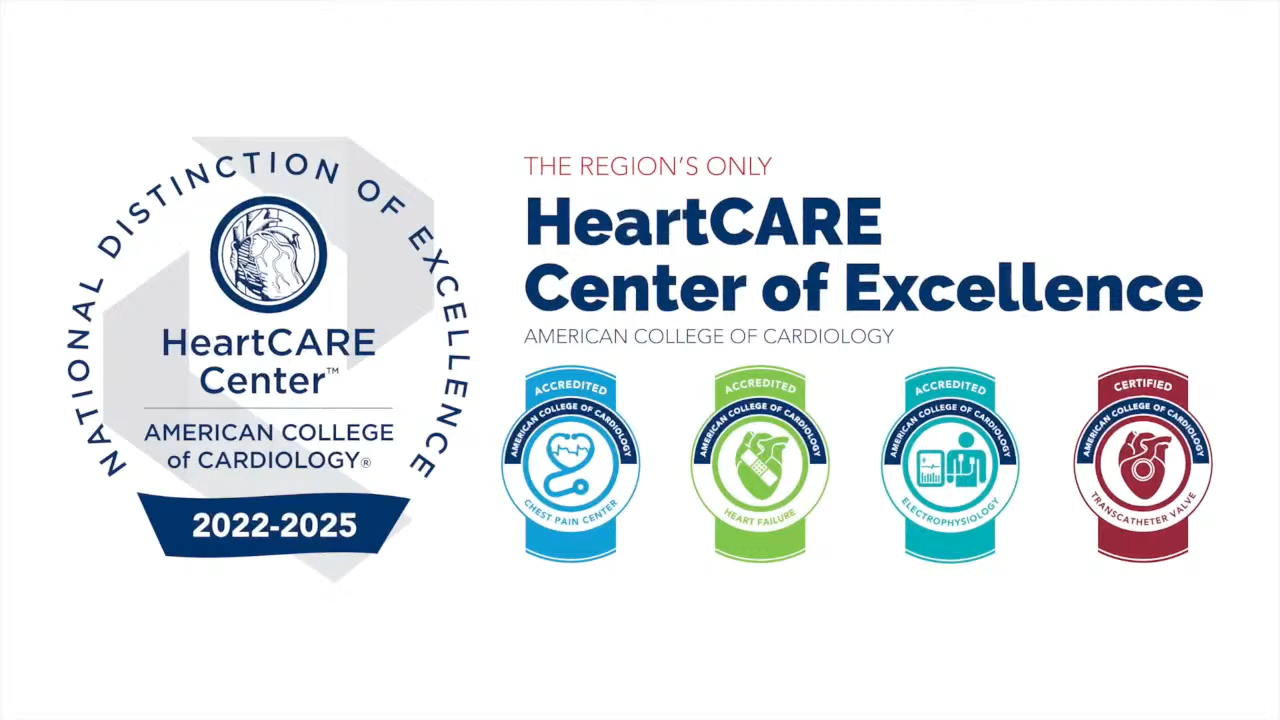 NATIONAL DISTINCTION OF EXCELLENCE
HeartCARE
Center™
AMERICAN COLLEGE
of CARDIOLOGY®
2022-2025
THE REGION'S ONLY
HeartCARE
Center of Excellence
AMERICAN COLLEGE OF CARDIOLOGY
ACCREDITED
AMERICAN COLLEGE OF CARDIOLOGY
CHEST PAIN CENTER
ACCREDITED
AMERICAN COLLEGE OF CARDIOLOGY
HEART FAILURE
ACCREDITED
AMERICAN COLLEGE OF CARDIOLOGY
ELECTROPHYSIOLOGY
CERTIFIED
AMERICAN COLLEGE OF CARDIOLOGY
TRANSCATHETER VALVE